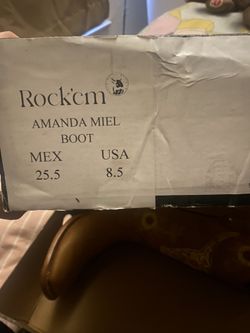 Rock'em
AMANDA MIEL
BOOT
MEX USA
25.5 8.5